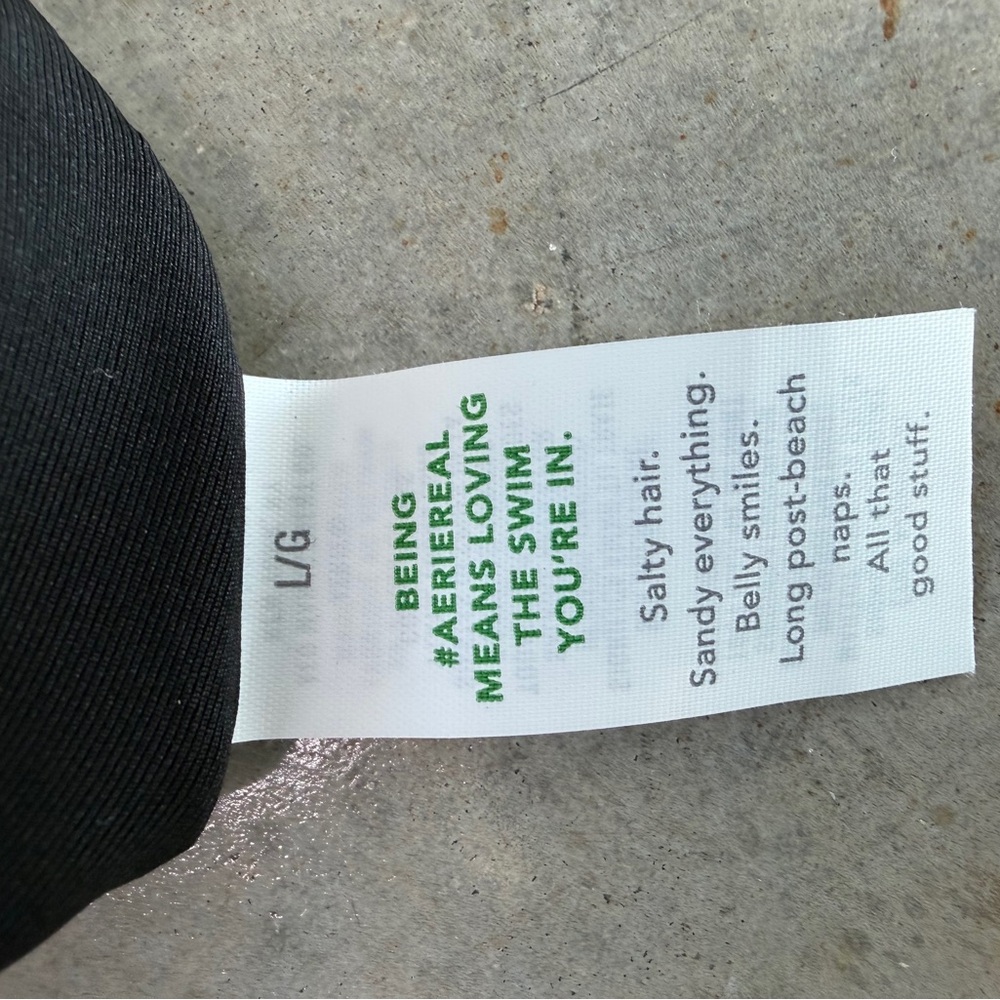 L/G
BEING
#AERIEREAL
MEANS LOVING
THE SWIM
YOU'RE IN.
Salty hair.
Sandy everything.
Belly smiles.
Long post-beach
naps.
All that
good stuff.